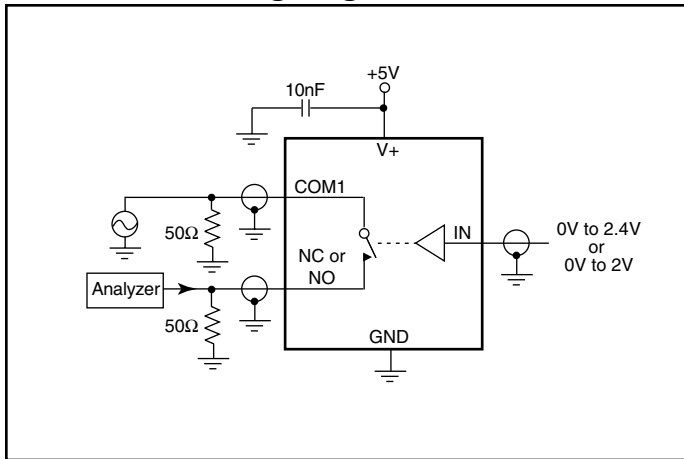 +5V
10nF
V+
COM1
50Ω
NC or
NO
IN
0V to 2.4V
or
0V to 2V
Analyzer
50Ω
GND